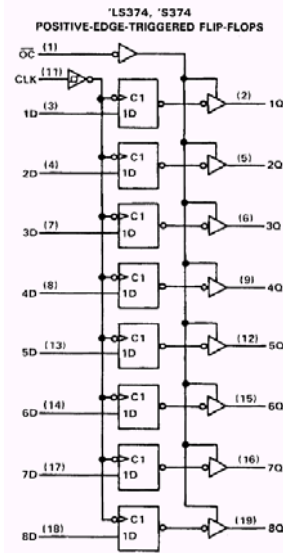 'LS374, 'S374
POSITIVE-EDGE-TRIGGERED FLIP-FLOPS
OC (1)
CLK (11)
C1 (2) 1Q
1D (3) 1D
C1 (5) 2Q
2D (4) 1D
C1 (6) 3Q
3D (7) 1D
C1 (9) 4Q
4D (8) 1D
C1 (12) 5Q
5D (13) 1D
C1 (15) 6Q
6D (14) 1D
C1 (16) 7Q
7D (17) 1D
C1 (19) 8Q
8D (18) 1D